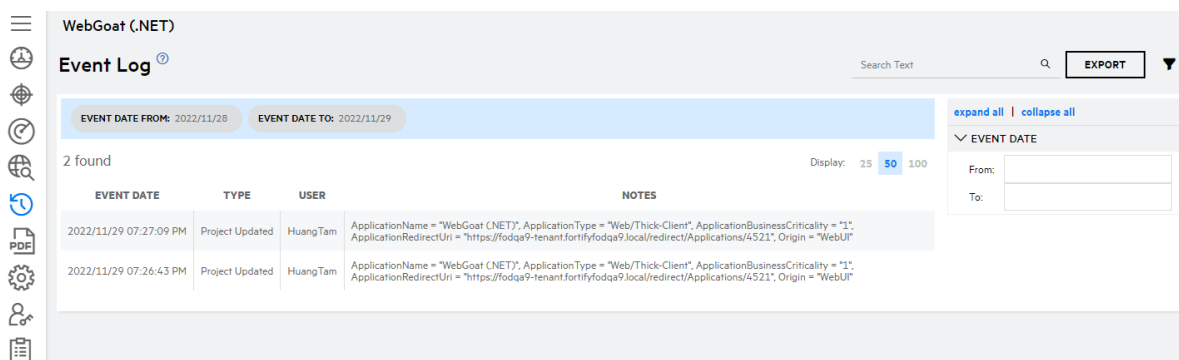 WebGoat (.NET)
Event Log ?
Search Text
EXPORT
EVENT DATE FROM: 2022/11/28
EVENT DATE TO: 2022/11/29
expand all | collapse all
EVENT DATE
From:
To:
2 found
Display: 25 50 100
EVENT DATE TYPE USER NOTES
2022/11/29 07:27:09 PM Project Updated HuangTam ApplicationName = "WebGoat (.NET)", ApplicationType = "Web/Thick-Client", ApplicationBusinessCriticality = "1",
ApplicationRedirectUri = "https://fodqa9-tenant.fortifyfodqa9.local/redirect/Applications/4521", Origin = "WebUI"
2022/11/29 07:26:43 PM Project Updated HuangTam ApplicationName = "WebGoat (.NET)", ApplicationType = "Web/Thick-Client", ApplicationBusinessCriticality = "1",
ApplicationRedirectUri = "https://fodqa9-tenant.fortifyfodqa9.local/redirect/Applications/4521", Origin = "WebUI"
PDF